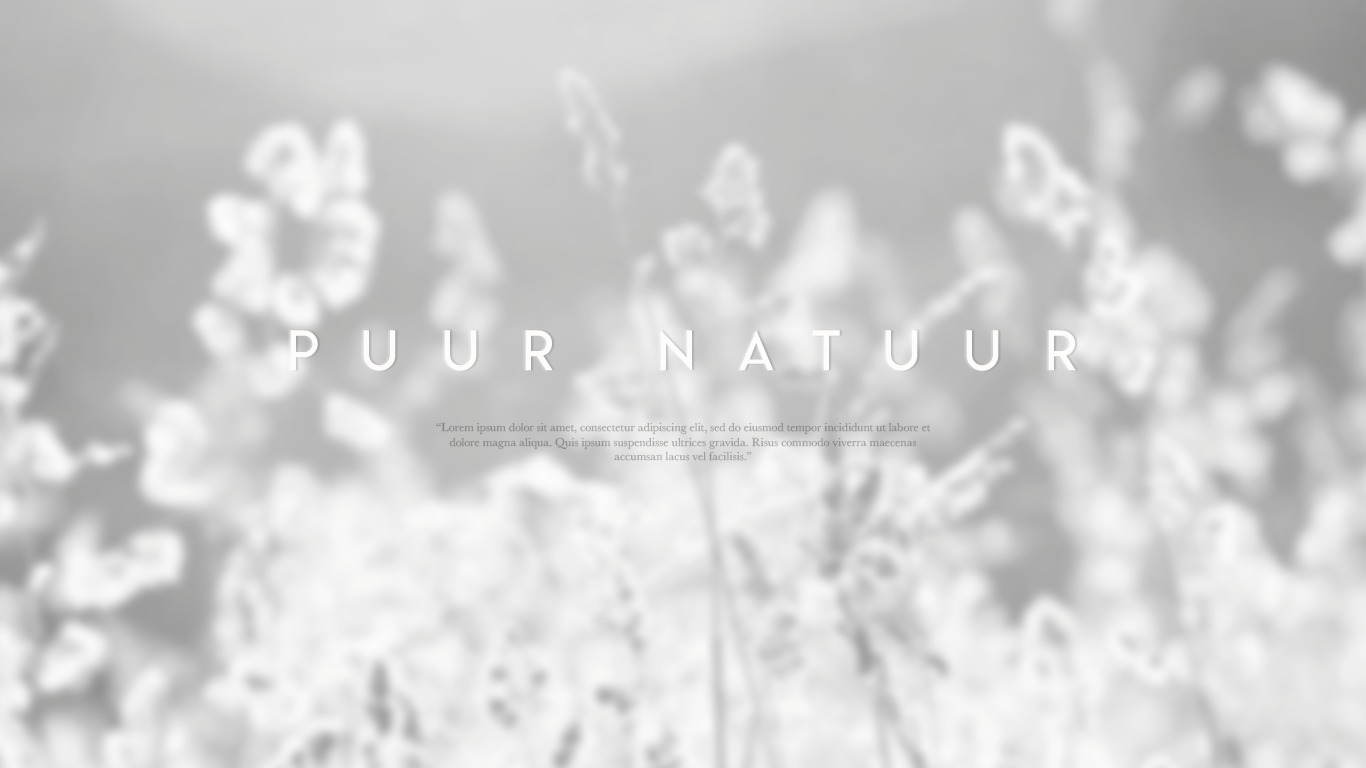 PUUR NATUUR
“Lorem ipsum dolor sit amet, consectetur adipiscing elit, sed do eiusmod tempor incididunt ut labore et
dolore magna aliqua. Quis ipsum suspendisse ultrices gravida. Risus commodo viverra maecenas
accumsan lacus vel facilisis.”